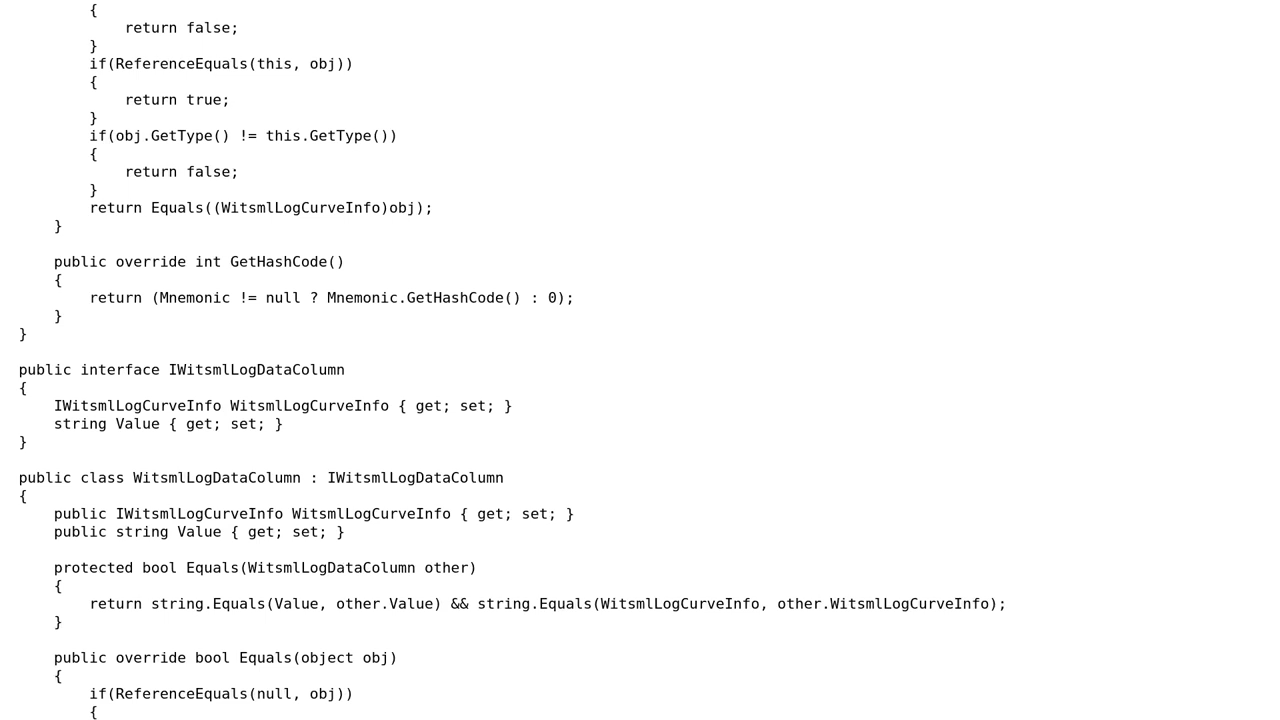 {
            return false;
        }
        if(ReferenceEquals(this, obj))
        {
            return true;
        }
        if(obj.GetType() != this.GetType())
        {
            return false;
        }
        return Equals((WitsmlLogCurveInfo)obj);
    }

    public override int GetHashCode()
    {
        return (Mnemonic != null ? Mnemonic.GetHashCode() : 0);
    }
}

public interface IWitsmlLogDataColumn
{
    IWitsmlLogCurveInfo WitsmlLogCurveInfo { get; set; }
    string Value { get; set; }
}

public class WitsmlLogDataColumn : IWitsmlLogDataColumn
{
    public IWitsmlLogCurveInfo WitsmlLogCurveInfo { get; set; }
    public string Value { get; set; }

    protected bool Equals(WitsmlLogDataColumn other)
    {
        return string.Equals(Value, other.Value) && string.Equals(WitsmlLogCurveInfo, other.WitsmlLogCurveInfo);
    }

    public override bool Equals(object obj)
    {
        if(ReferenceEquals(null, obj))
        {